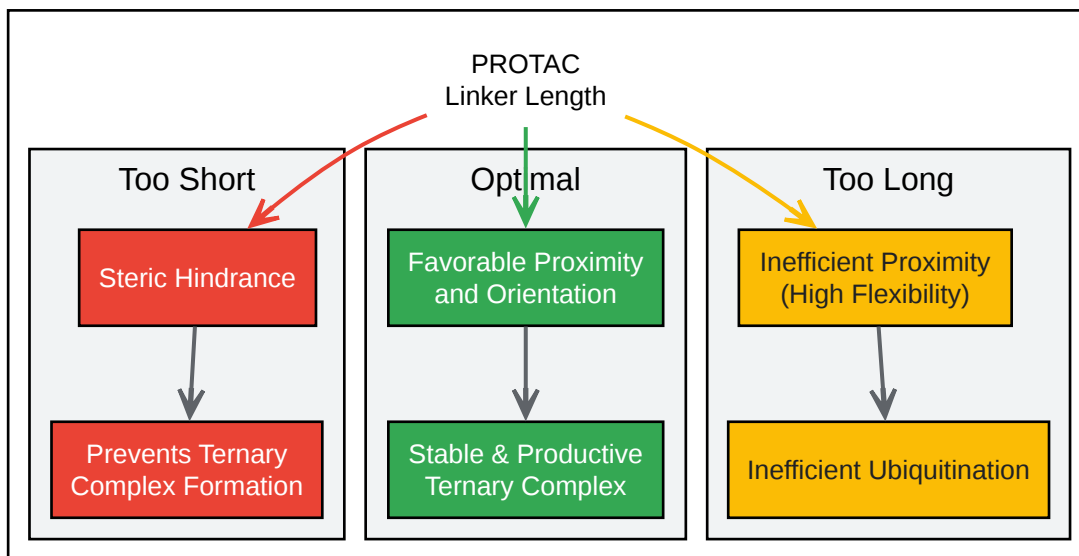 PROTAC
Linker Length
Too Short
Optimal
Too Long
Steric Hindrance
Favorable Proximity
and Orientation
Inefficient Proximity
(High Flexibility)
Prevents Ternary
Complex Formation
Stable & Productive
Ternary Complex
Inefficient Ubiquitination